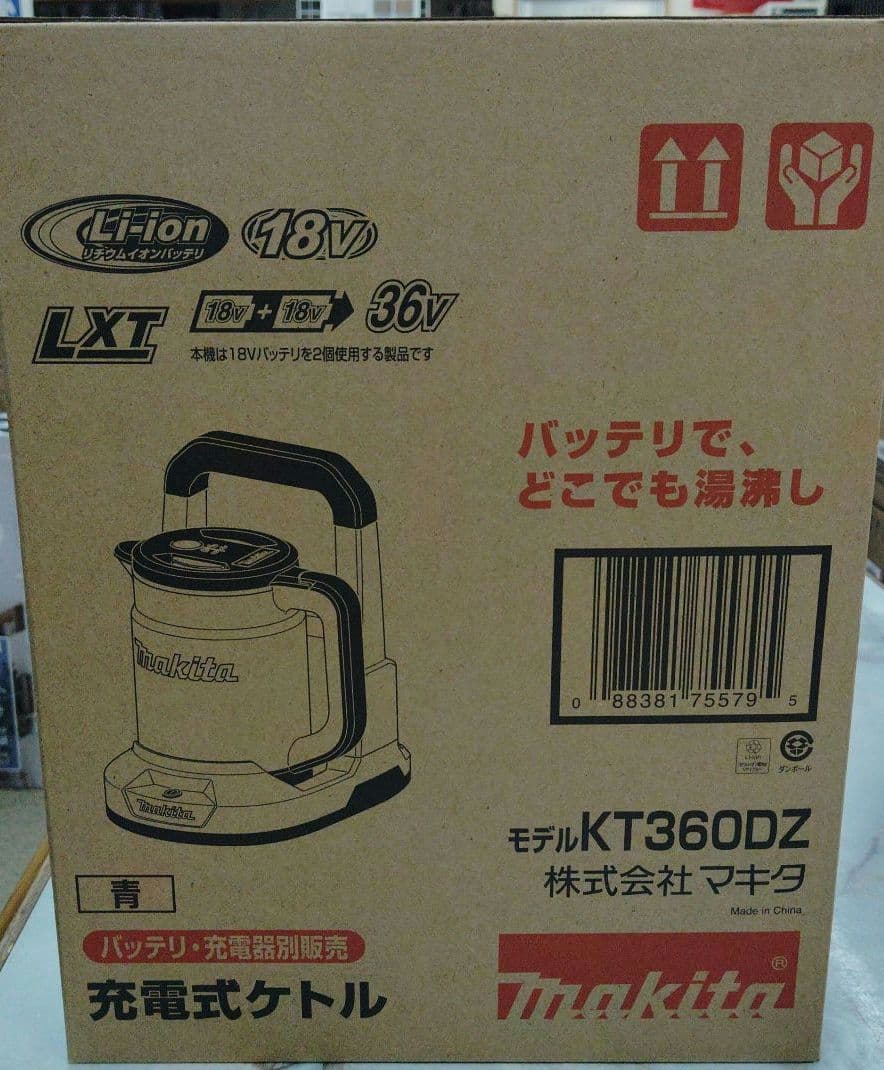 Li-ion
リチウムイオンバッテリ
18V
LXT
18V + 18V 36V
本機は18Vバッテリを2個使用する製品です
バッテリで、
どこでも湯沸し
makita
makita
makita
0 88381 75579 5
Li-ion
ダンボール
モデルKT360DZ
株式会社マキタ
Made in China
青
バッテリ・充電器別販売
充電式ケトル
makita®